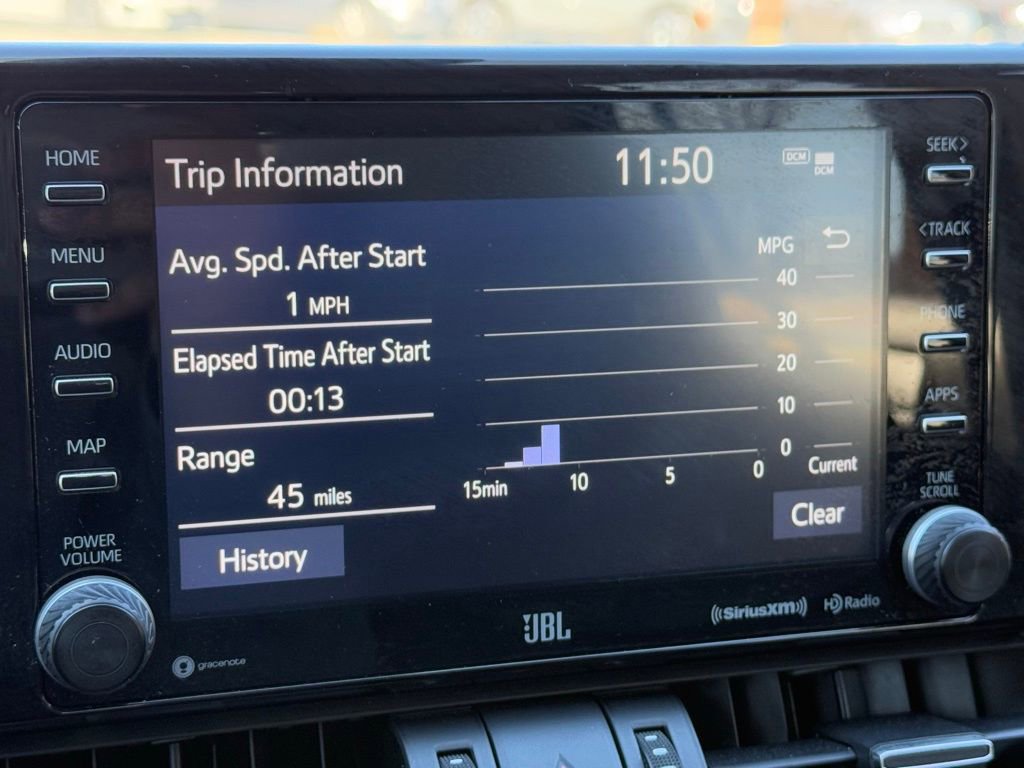 HOME
MENU
AUDIO
MAP
POWER
VOLUME
Trip Information 11:50 DCM
DCM
Avg. Spd. After Start
1 MPH
Elapsed Time After Start
00:13
Range
45 miles
History
MPG
40
30
20
10
0
15min 10 5 0
Current
Clear
SEEK>
<TRACK
PHONE
APPS
TUNE
SCROLL
gracenote
JBL
((SiriusXM))
HD Radio